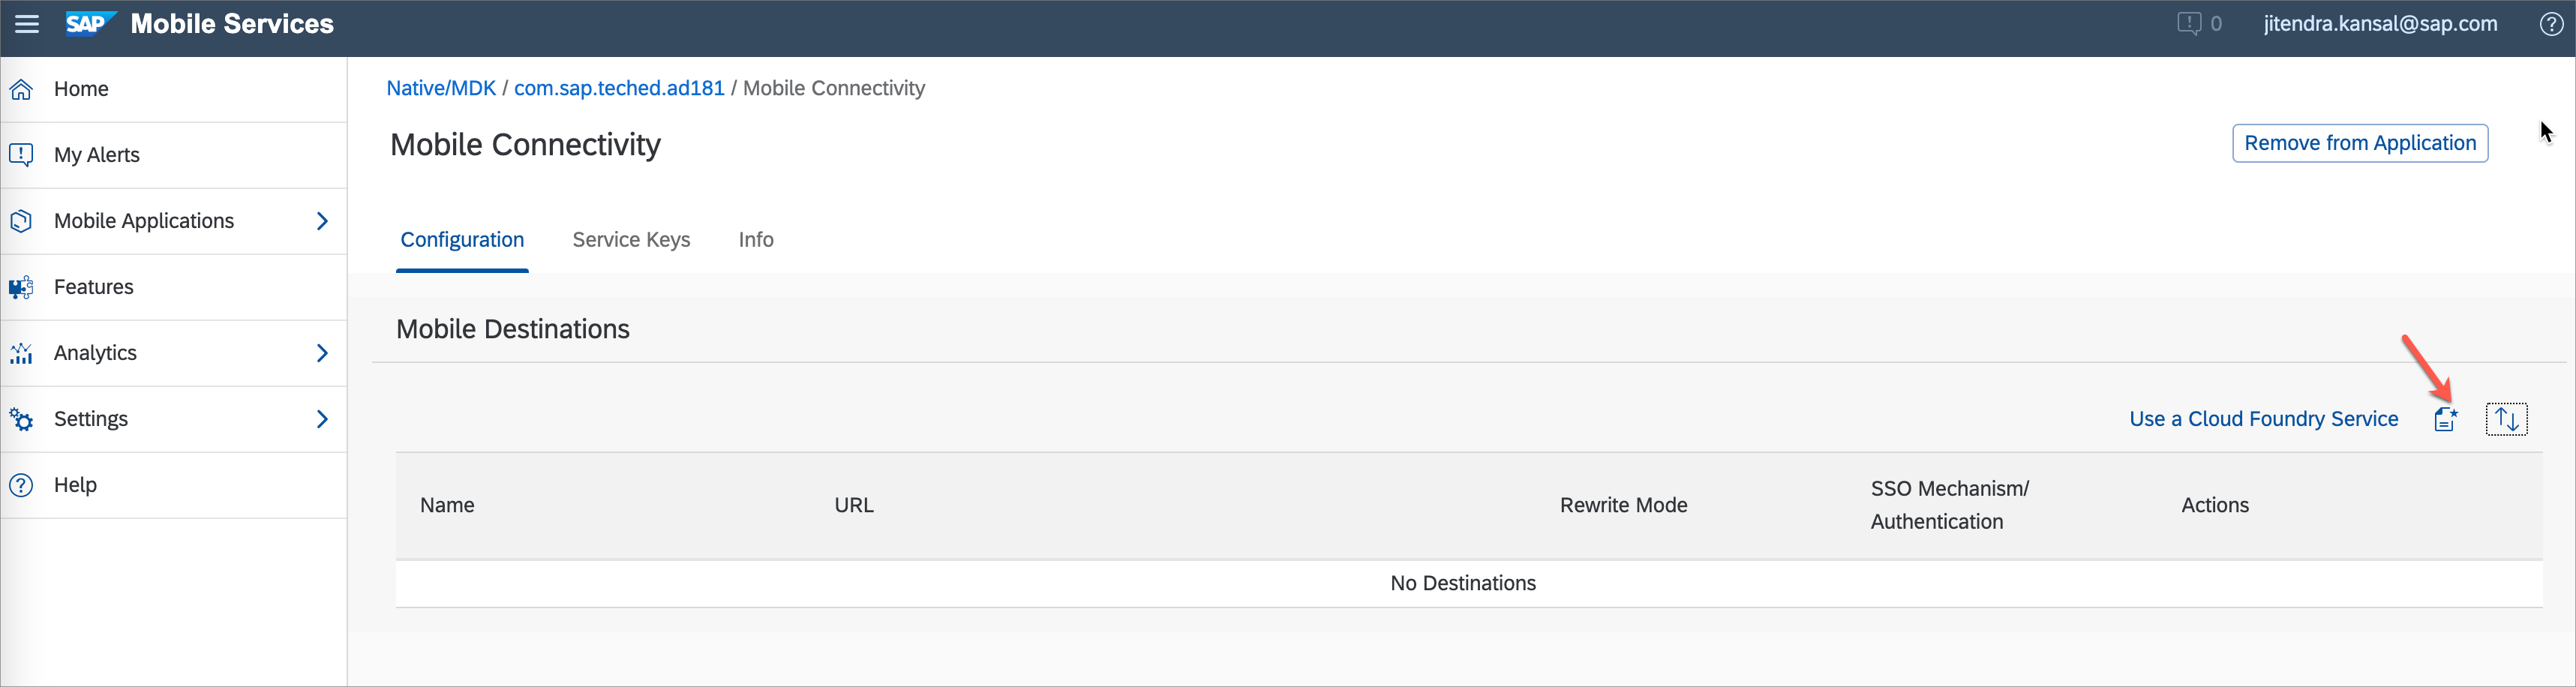 SAP Mobile Services
0
jitendra.kansal@sap.com
Home
My Alerts
Mobile Applications
Features
Analytics
Settings
Help
Native/MDK / com.sap.teched.ad181 / Mobile Connectivity
Mobile Connectivity
Remove from Application
Configuration
Service Keys
Info
Mobile Destinations
Use a Cloud Foundry Service
Name
URL
Rewrite Mode
SSO Mechanism/
Authentication
Actions
No Destinations